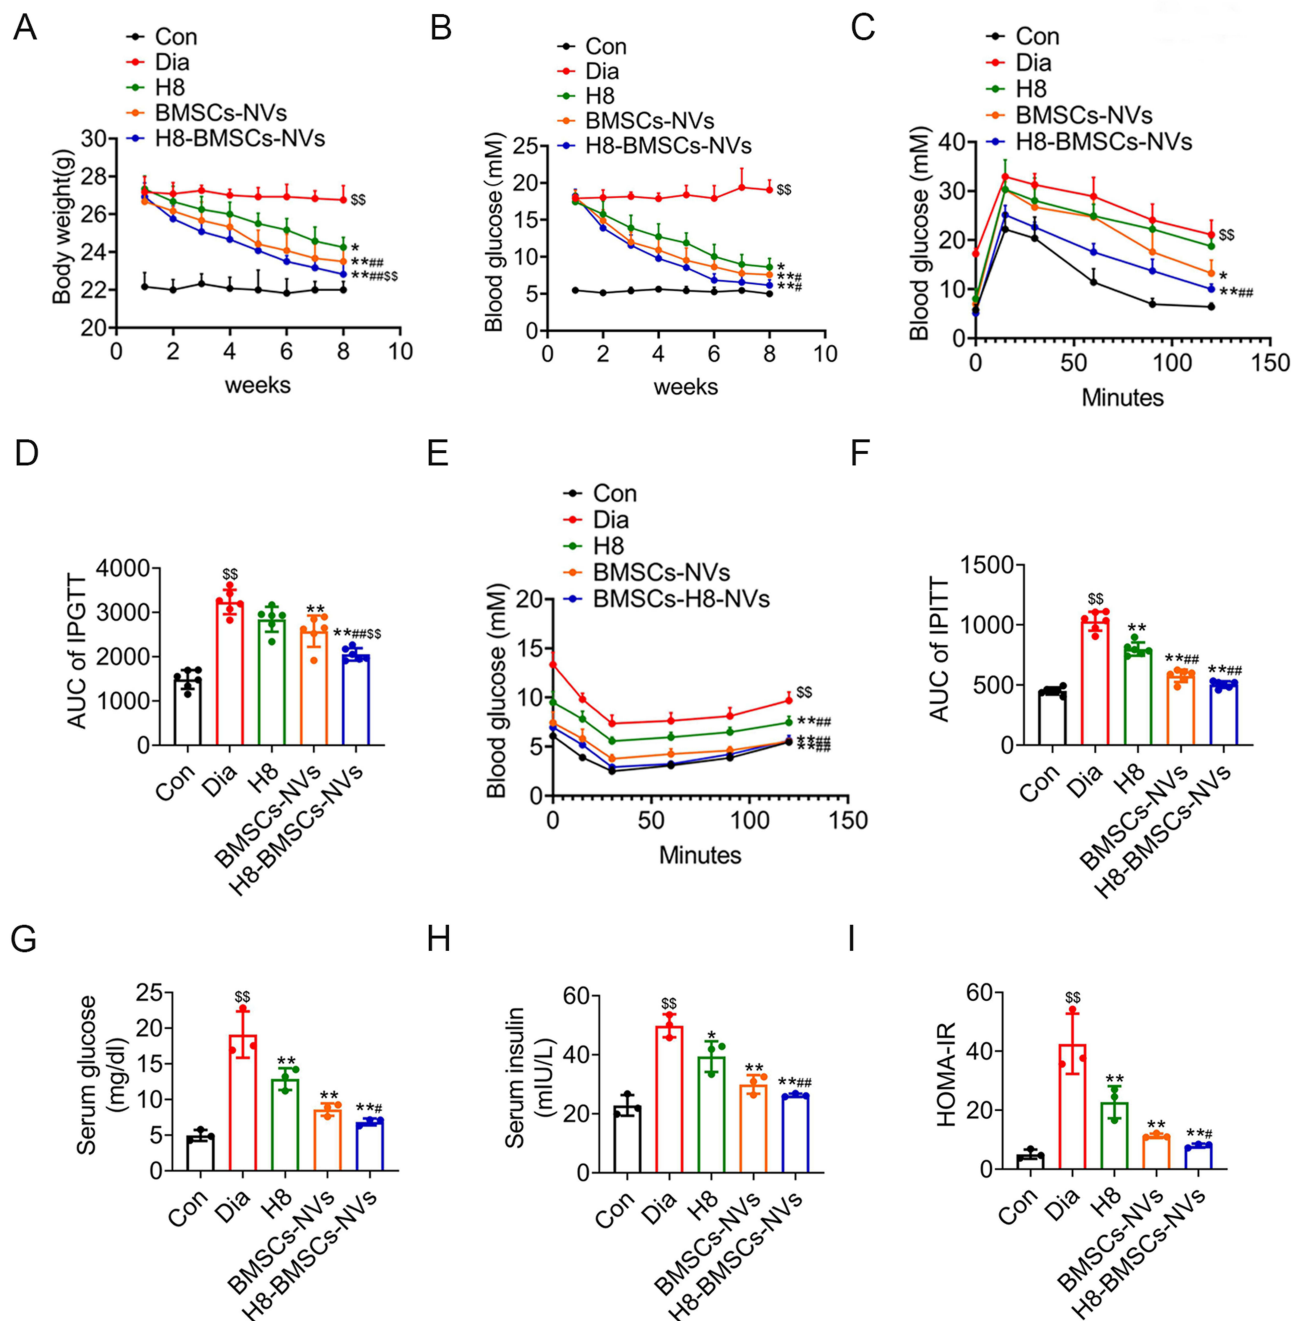 A
Con
Dia
H8
BMSCs-NVs
H8-BMSCs-NVs
Body weight(g)
30
28
26
24
22
20
0 2 4 6 8 10
weeks
$$
*
**##
**##$$
B
Con
Dia
H8
BMSCs-NVs
H8-BMSCs-NVs
Blood glucose(mM)
25
20
15
10
5
0
0 2 4 6 8 10
weeks
$$
*
**#
**#
C
Con
Dia
H8
BMSCs-NVs
H8-BMSCs-NVs
Blood glucose (mM)
40
30
20
10
0
0 50 100 150
Minutes
$$
*
**##
D
AUC of IPGTT
4000
3000
2000
1000
0
$$
**
**##$$
Con
Dia
H8
BMSCs-NVs
H8-BMSCs-NVs
E
Con
Dia
H8
BMSCs-NVs
BMSCs-H8-NVs
Blood glucose (mM)
20
15
10
5
0
0 50 100 150
Minutes
$$
**##
**##
**##
F
AUC of IPITT
1500
1000
500
0
$$
**
**##
**##
Con
Dia
H8
BMSCs-NVs
H8-BMSCs-NVs
G
Serum glucose
(mg/dl)
25
20
15
10
5
0
$$
**
**
**#
Con
Dia
H8
BMSCs-NVs
H8-BMSCs-NVs
H
Serum insulin
(mIU/L)
60
40
20
0
$$
*
**
**##
Con
Dia
H8
BMSCs-NVs
H8-BMSCs-NVs
I
HOMA-IR
60
40
20
0
$$
**
**
**#
Con
Dia
H8
BMSCs-NVs
H8-BMSCs-NVs